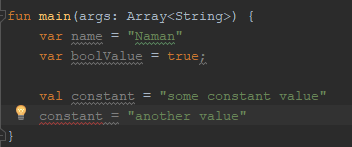 fun main(args: Array<String>) {
    var name = "Naman"
    var boolValue = true;

    val constant = "some constant value"
    constant = "another value"
}